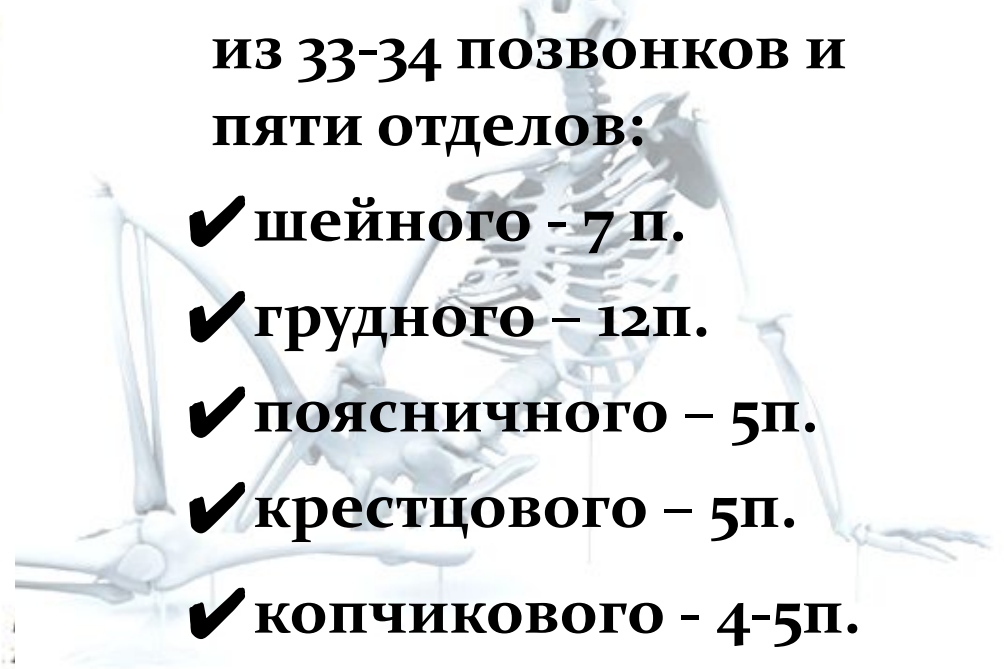 из 33-34 позвонков и
пяти отделов:
✔шейного - 7 п.
✔грудного – 12п.
✔поясничного – 5п.
✔крестцового – 5п.
✔копчикового - 4-5п.